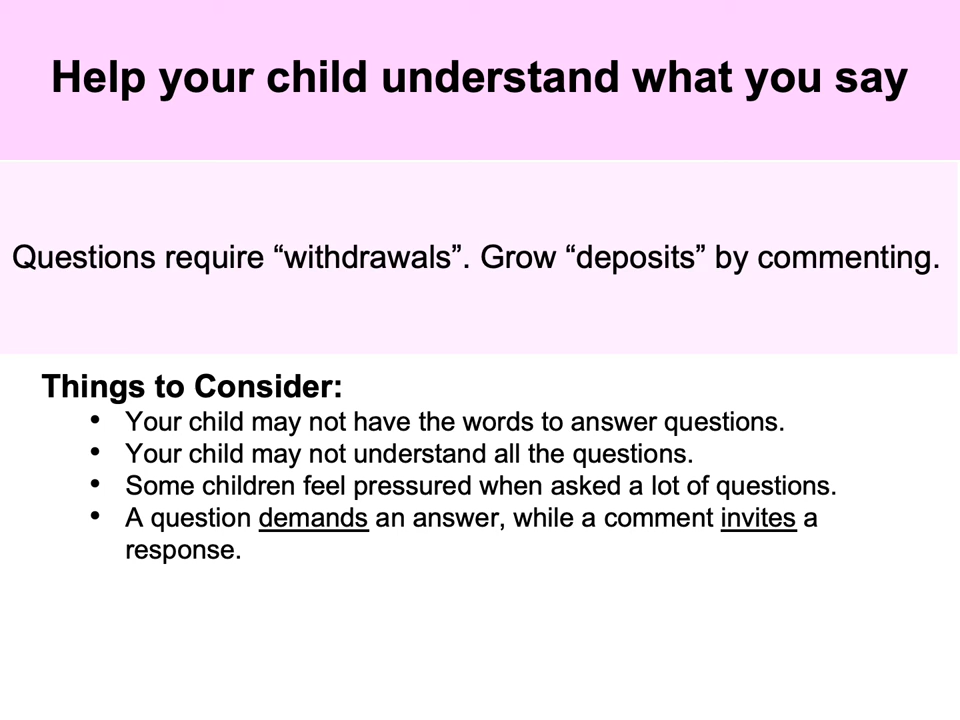 Help your child understand what you say
Questions require “withdrawals”. Grow “deposits” by commenting.
Things to Consider:
• Your child may not have the words to answer questions.
• Your child may not understand all the questions.
• Some children feel pressured when asked a lot of questions.
• A question demands an answer, while a comment invites a
response.